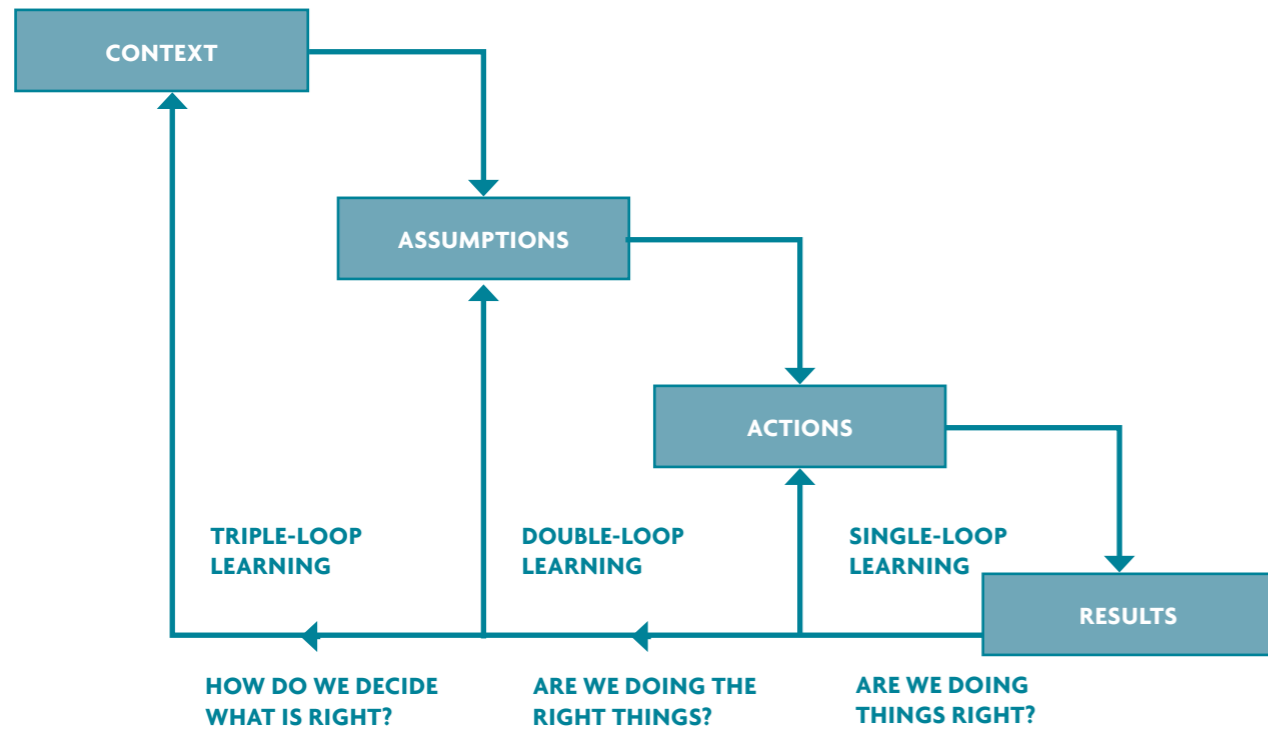 CONTEXT
ASSUMPTIONS
ACTIONS
TRIPLE-LOOP
LEARNING
DOUBLE-LOOP
LEARNING
SINGLE-LOOP
LEARNING
RESULTS
HOW DO WE DECIDE
WHAT IS RIGHT?
ARE WE DOING THE
RIGHT THINGS?
ARE WE DOING
THINGS RIGHT?